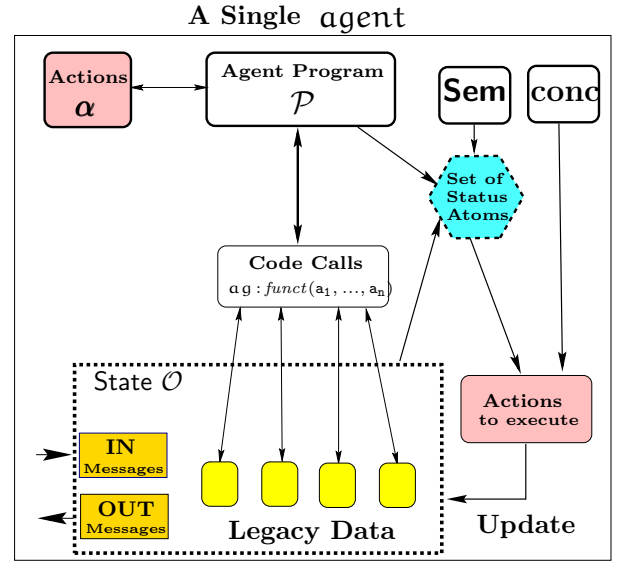 A Single agent
Actions
α
Agent Program
𝒫
Sem
conc
Set of
Status
Atoms
Code Calls
ag : funct(a₁, ..., aₙ)
State 𝒪
Actions
to execute
IN
Messages
OUT
Messages
Legacy Data
Update